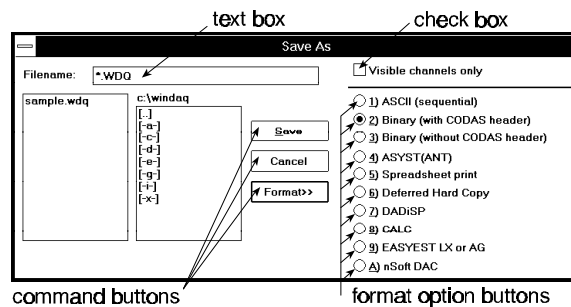 text box
check box
Save As
Filename:
*.WDQ
Visible channels only
sample.wdq
c:\windaq
[..]
[-a-]
[-c-]
[-d-]
[-e-]
[-g-]
[-i-]
[-x-]
Save
Cancel
Format>>
1) ASCII (sequential)
2) Binary (with CODAS header)
3) Binary (without CODAS header)
4) ASYST(ANT)
5) Spreadsheet print
6) Deferred Hard Copy
7) DADiSP
8) CALC
9) EASYEST LX or AG
A) nSoft DAC
command buttons
format option buttons